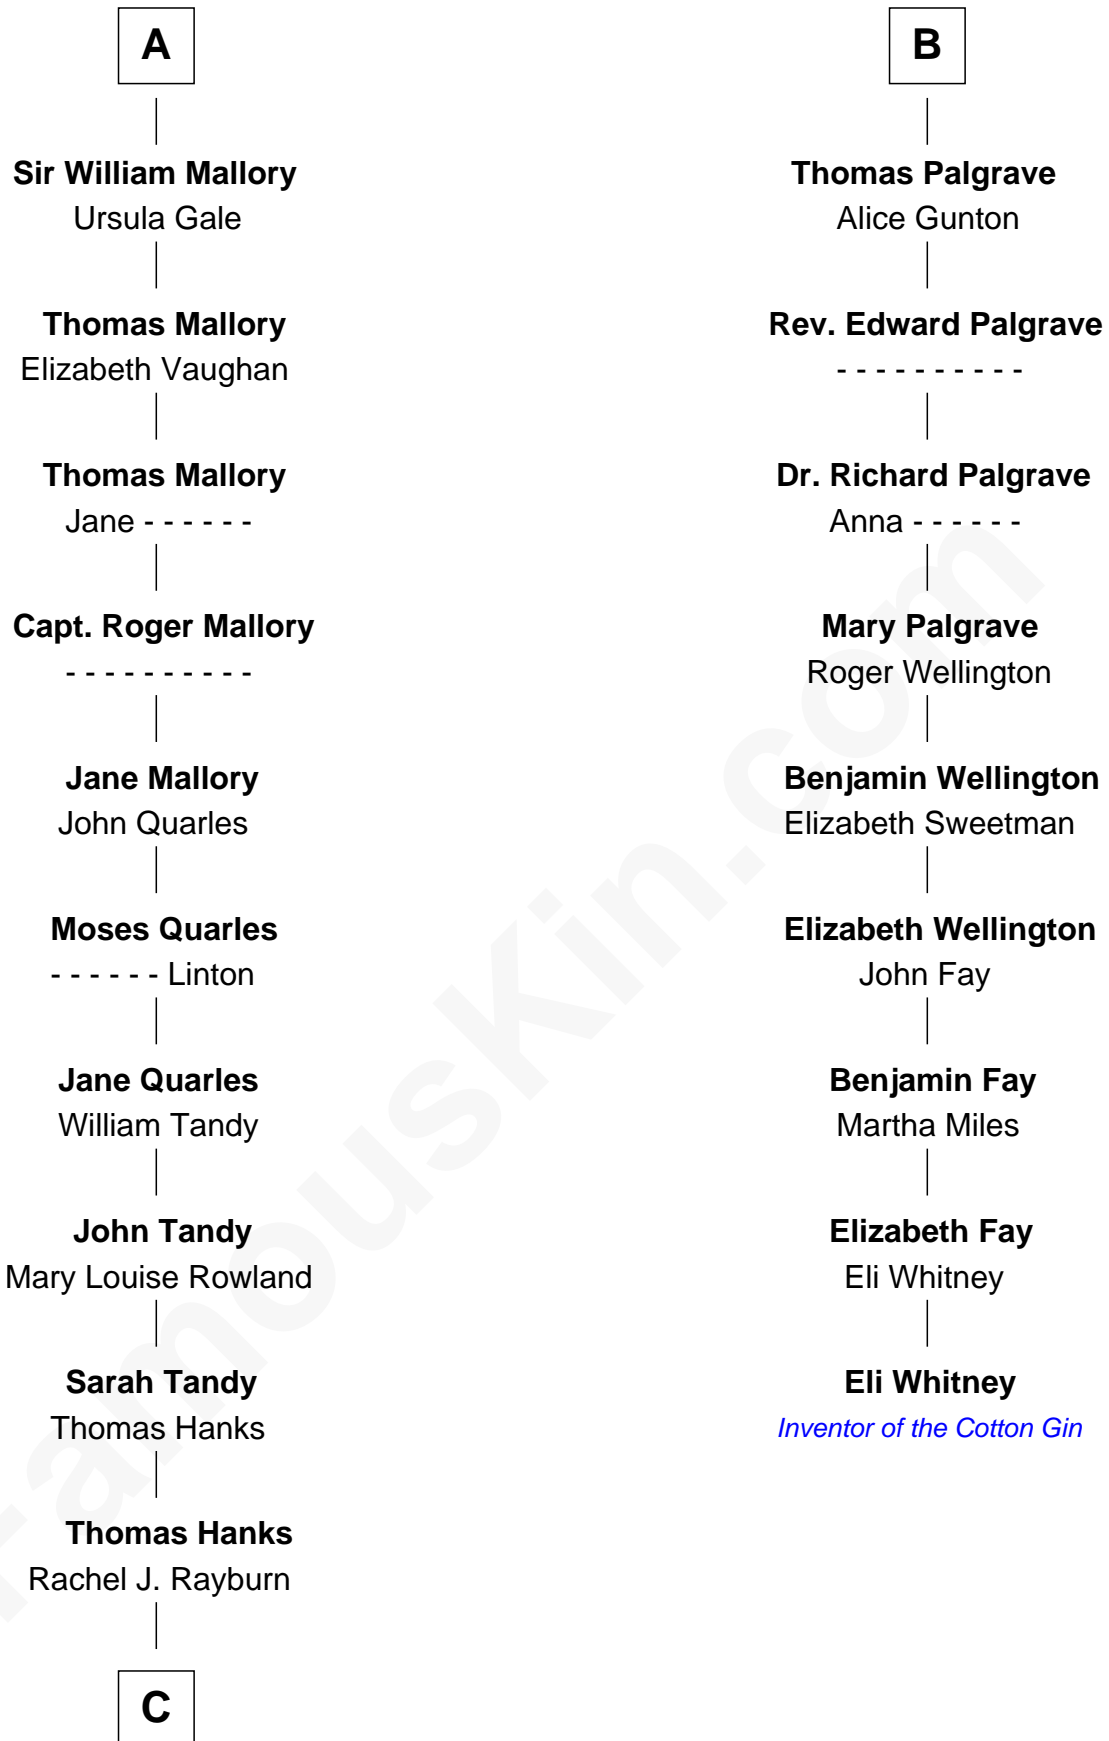 A
Sir William Mallory
Ursula Gale
Thomas Mallory
Elizabeth Vaughan
Thomas Mallory
Jane - - - - - -
Capt. Roger Mallory
- - - - - - - - - -
Jane Mallory
John Quarles
Moses Quarles
- - - - - - Linton
Jane Quarles
William Tandy
John Tandy
Mary Louise Rowland
Sarah Tandy
Thomas Hanks
Thomas Hanks
Rachel J. Rayburn
C
B
Thomas Palgrave
Alice Gunton
Rev. Edward Palgrave
- - - - - - - - - -
Dr. Richard Palgrave
Anna - - - - - -
Mary Palgrave
Roger Wellington
Benjamin Wellington
Elizabeth Sweetman
Elizabeth Wellington
John Fay
Benjamin Fay
Martha Miles
Elizabeth Fay
Eli Whitney
Eli Whitney
Inventor of the Cotton Gin
FamousKin.com